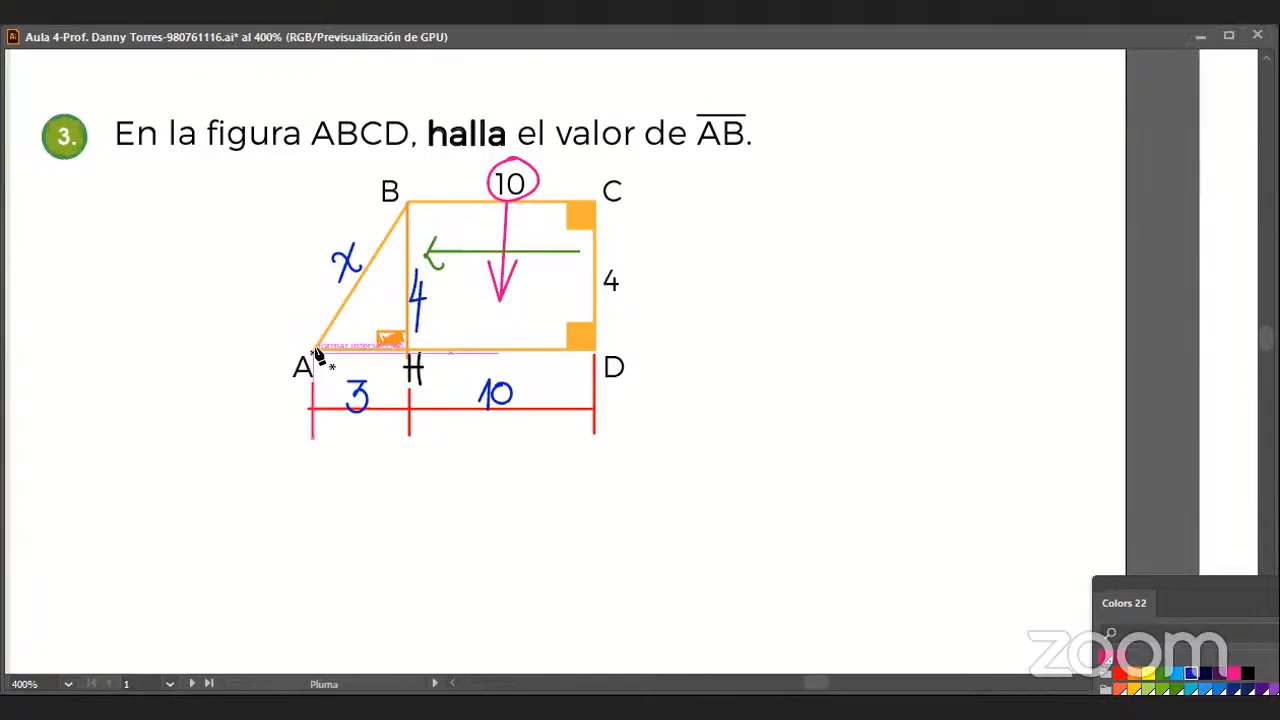 Aula 4-Prof. Danny Torres-980761116.ai* al 400% (RGB/Previsualización de GPU)
3. En la figura ABCD, halla el valor de AB.
B 10 C
x 4 4
A H D
3 10
Colors 22
zoom
400% 1 Pluma